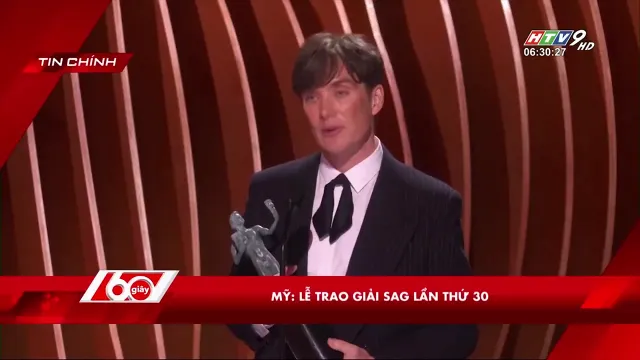 TIN CHÍNH
HTV9 HD
06:30:27
60 giây
MỸ: LỄ TRAO GIẢI SAG LẦN THỨ 30